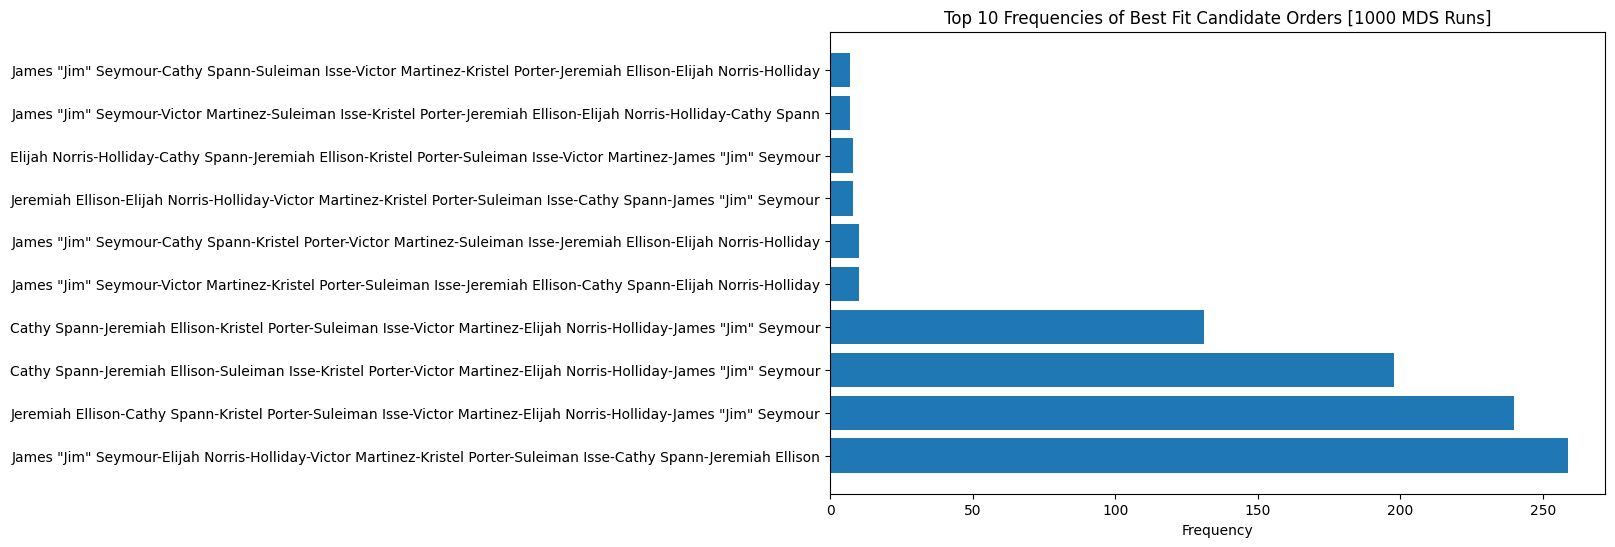 Top 10 Frequencies of Best Fit Candidate Orders [1000 MDS Runs]
James "Jim" Seymour-Cathy Spann-Suleiman Isse-Victor Martinez-Kristel Porter-Jeremiah Ellison-Elijah Norris-Holliday
James "Jim" Seymour-Victor Martinez-Suleiman Isse-Kristel Porter-Jeremiah Ellison-Elijah Norris-Holliday-Cathy Spann
Elijah Norris-Holliday-Cathy Spann-Jeremiah Ellison-Kristel Porter-Suleiman Isse-Victor Martinez-James "Jim" Seymour
Jeremiah Ellison-Elijah Norris-Holliday-Victor Martinez-Kristel Porter-Suleiman Isse-Cathy Spann-James "Jim" Seymour
James "Jim" Seymour-Cathy Spann-Kristel Porter-Victor Martinez-Suleiman Isse-Jeremiah Ellison-Elijah Norris-Holliday
James "Jim" Seymour-Victor Martinez-Kristel Porter-Suleiman Isse-Jeremiah Ellison-Cathy Spann-Elijah Norris-Holliday
Cathy Spann-Jeremiah Ellison-Kristel Porter-Suleiman Isse-Victor Martinez-Elijah Norris-Holliday-James "Jim" Seymour
Cathy Spann-Jeremiah Ellison-Suleiman Isse-Kristel Porter-Victor Martinez-Elijah Norris-Holliday-James "Jim" Seymour
Jeremiah Ellison-Cathy Spann-Kristel Porter-Suleiman Isse-Victor Martinez-Elijah Norris-Holliday-James "Jim" Seymour
James "Jim" Seymour-Elijah Norris-Holliday-Victor Martinez-Kristel Porter-Suleiman Isse-Cathy Spann-Jeremiah Ellison
0 50 100 150 200 250
Frequency